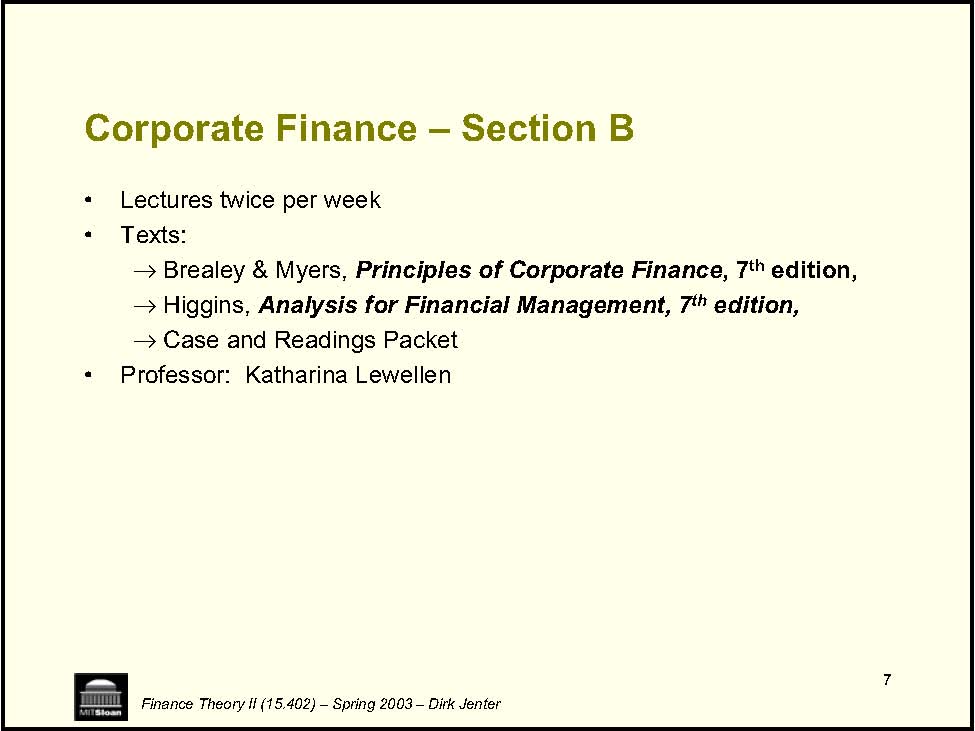 Corporate Finance – Section B
• Lectures twice per week
• Texts:
→ Brealey & Myers, Principles of Corporate Finance, 7th edition,
→ Higgins, Analysis for Financial Management, 7th edition,
→ Case and Readings Packet
• Professor:  Katharina Lewellen
7
MITSloan
Finance Theory II (15.402) – Spring 2003 – Dirk Jenter